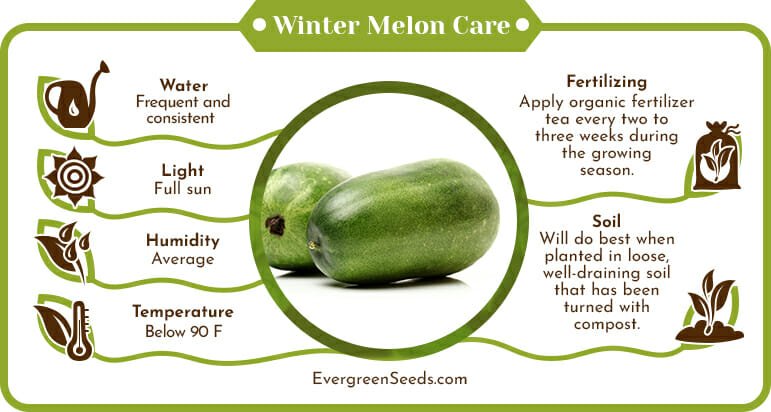 Winter Melon Care
Water
Frequent and
consistent
Light
Full sun
Humidity
Average
Temperature
Below 90 F
Fertilizing
Apply organic fertilizer
tea every two to
three weeks during
the growing
season.
Soil
Will do best when
planted in loose,
well-draining soil
that has been
turned with
compost.
EvergreenSeeds.com